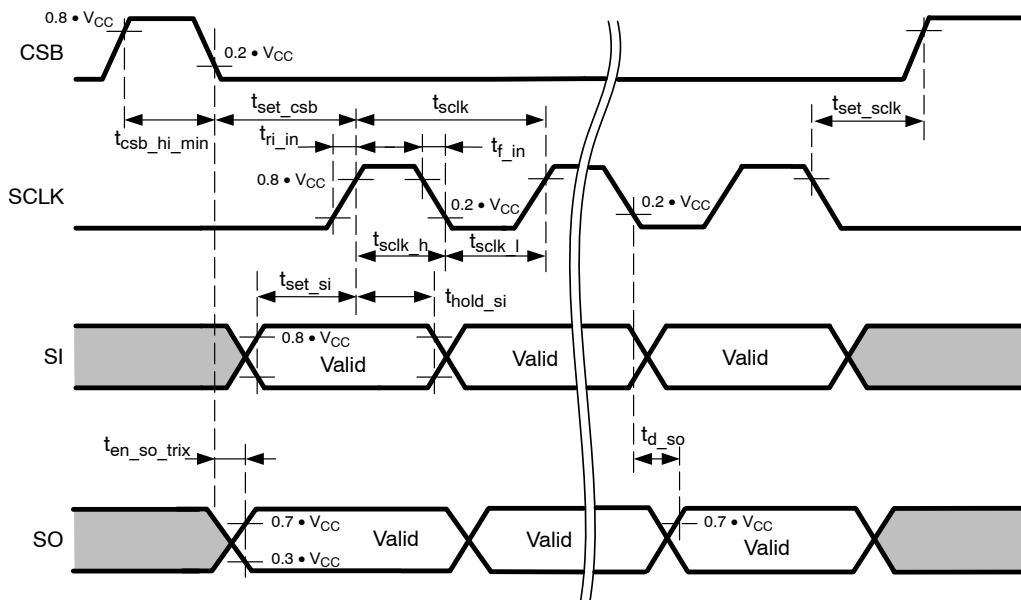 0.8 • VCC
CSB
0.2 • VCC
tset_csb
tsclk
tset_sclk
tcsb_hi_min
tri_in
tf_in
0.8 • VCC
SCLK
0.2 • VCC
0.2 • VCC
tsclk_h
tsclk_l
tset_si
thold_si
0.8 • VCC
SI
Valid
Valid
Valid
ten_so_trix
td_so
0.7 • VCC
0.7 • VCC
SO
Valid
Valid
Valid
0.3 • VCC